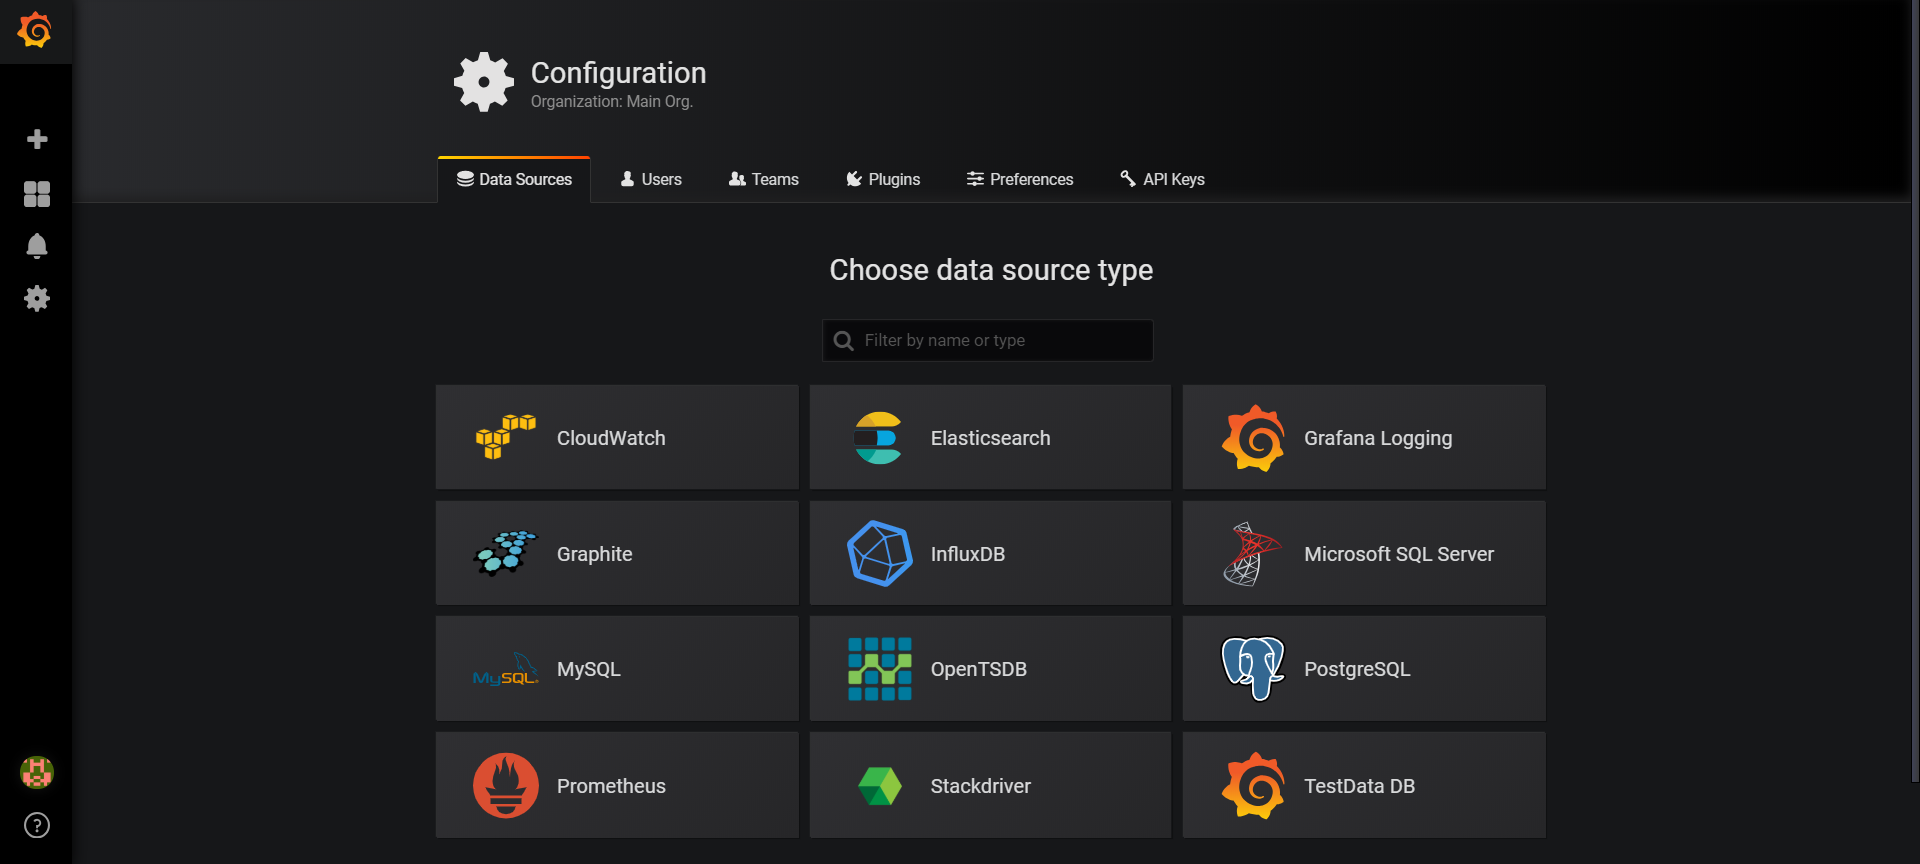 Configuration
Organization: Main Org.
Data Sources Users Teams Plugins Preferences API Keys
Choose data source type
Filter by name or type
CloudWatch Elasticsearch Grafana Logging
Graphite InfluxDB Microsoft SQL Server
MySQL MySQL OpenTSDB PostgreSQL
Prometheus Stackdriver TestData DB
?